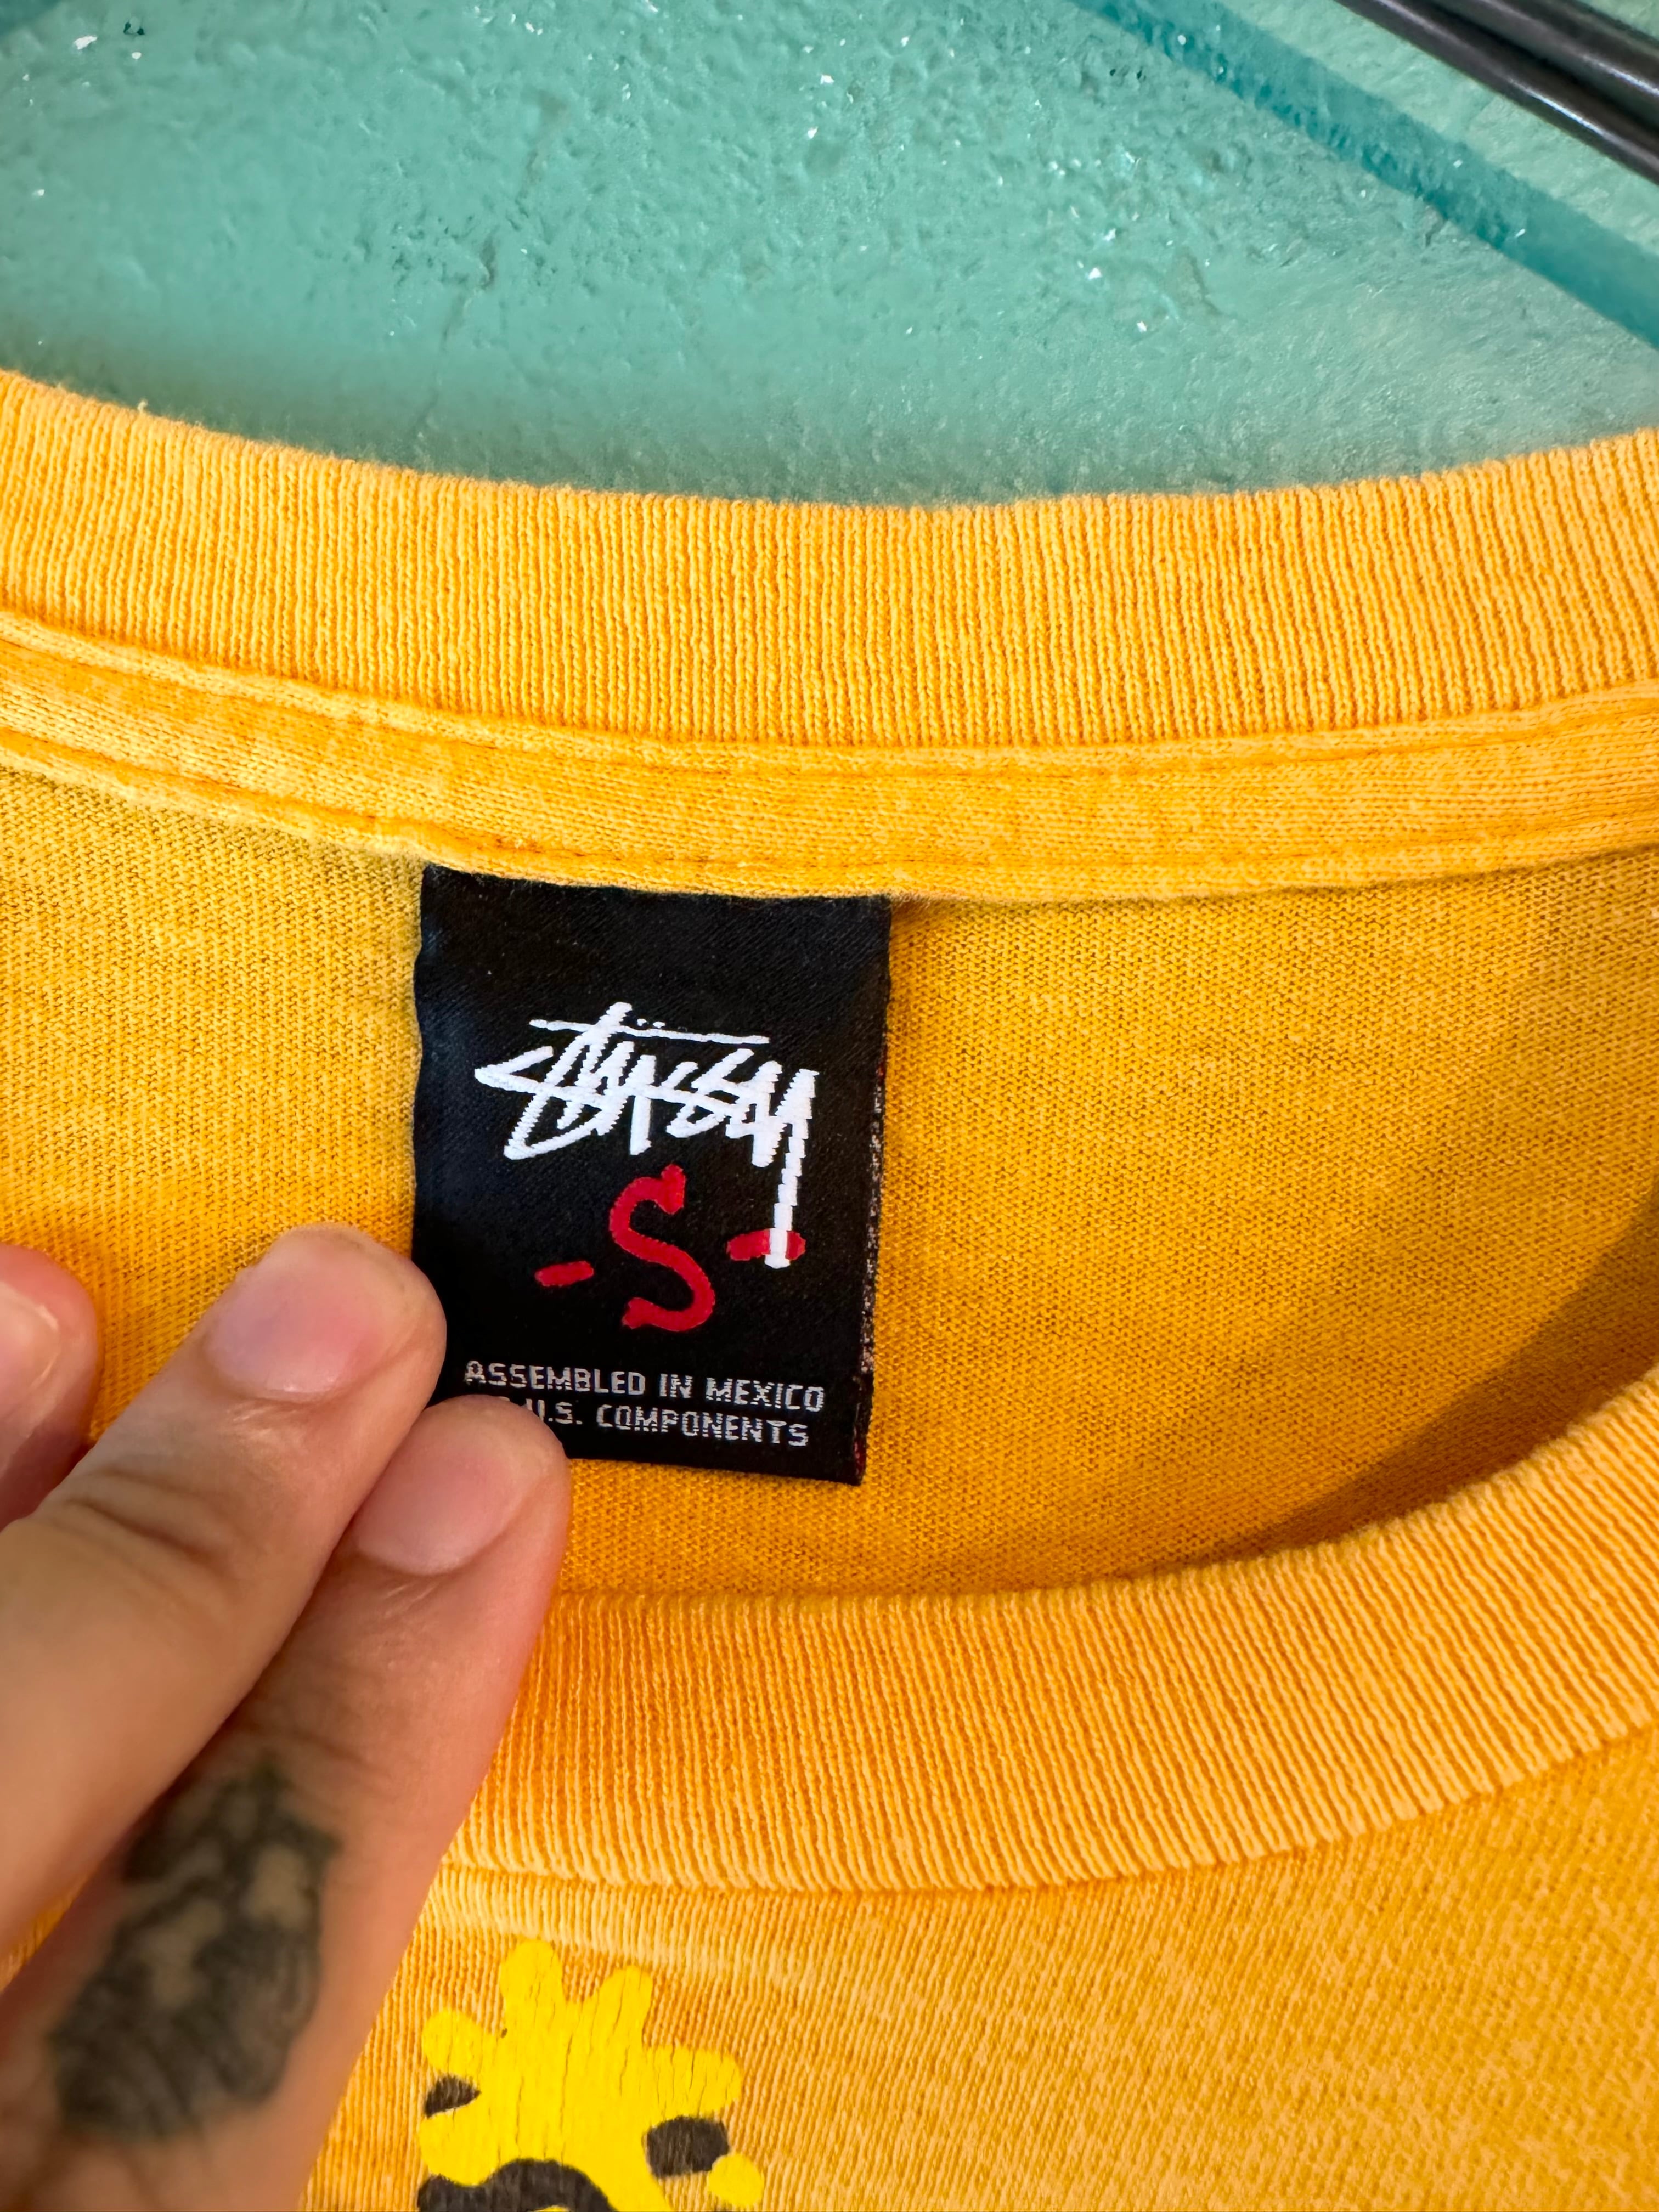 Stüssy
-S-
ASSEMBLED IN MEXICO
U.S. COMPONENTS